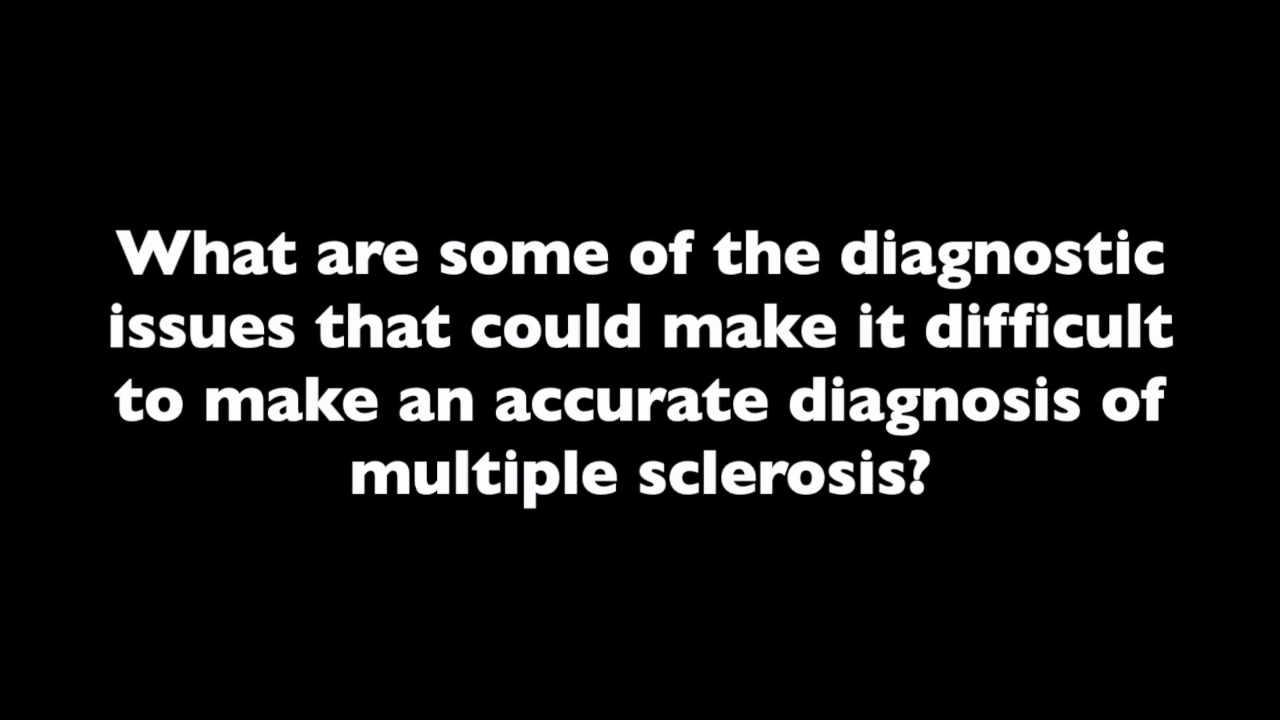 What are some of the diagnostic
issues that could make it difficult
to make an accurate diagnosis of
multiple sclerosis?